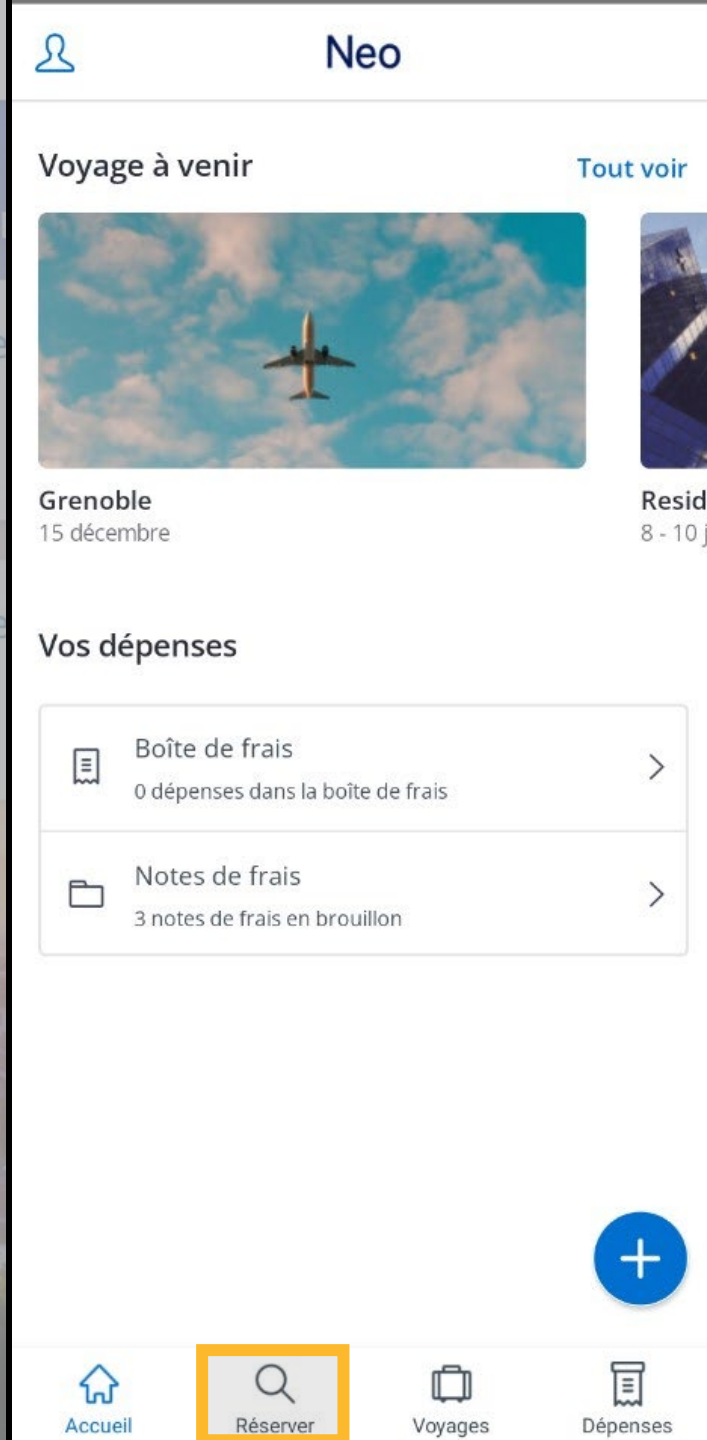 Neo
Voyage à venir
Tout voir
Grenoble
15 décembre
Resid
8 - 10 j
Vos dépenses
Boîte de frais
0 dépenses dans la boîte de frais
Notes de frais
3 notes de frais en brouillon
Accueil
Réserver
Voyages
Dépenses